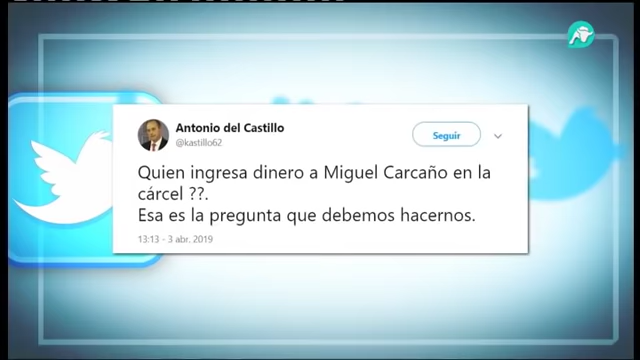 Antonio del Castillo
@kastillo62
Seguir
Quien ingresa dinero a Miguel Carcaño en la
cárcel ??.
Esa es la pregunta que debemos hacernos.
13:13 - 3 abr. 2019